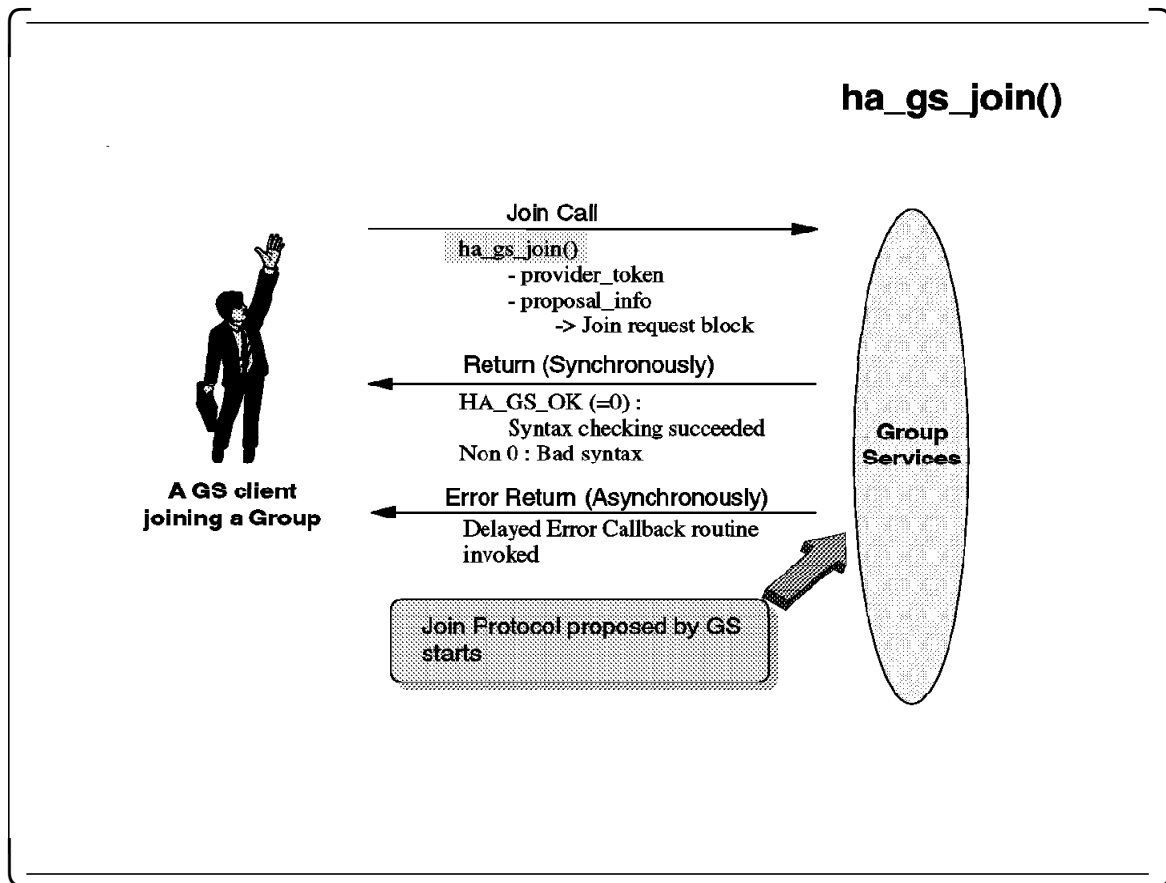 ha_gs_join()
Join Call
ha_gs_join()
- provider_token
- proposal_info
-> Join request block
Return (Synchronously)
HA_GS_OK (=0) :
Syntax checking succeeded
Non 0 : Bad syntax
Group
Services
A GS client
joining a Group
Error Return (Asynchronously)
Delayed Error Callback routine
invoked
Join Protocol proposed by GS
starts